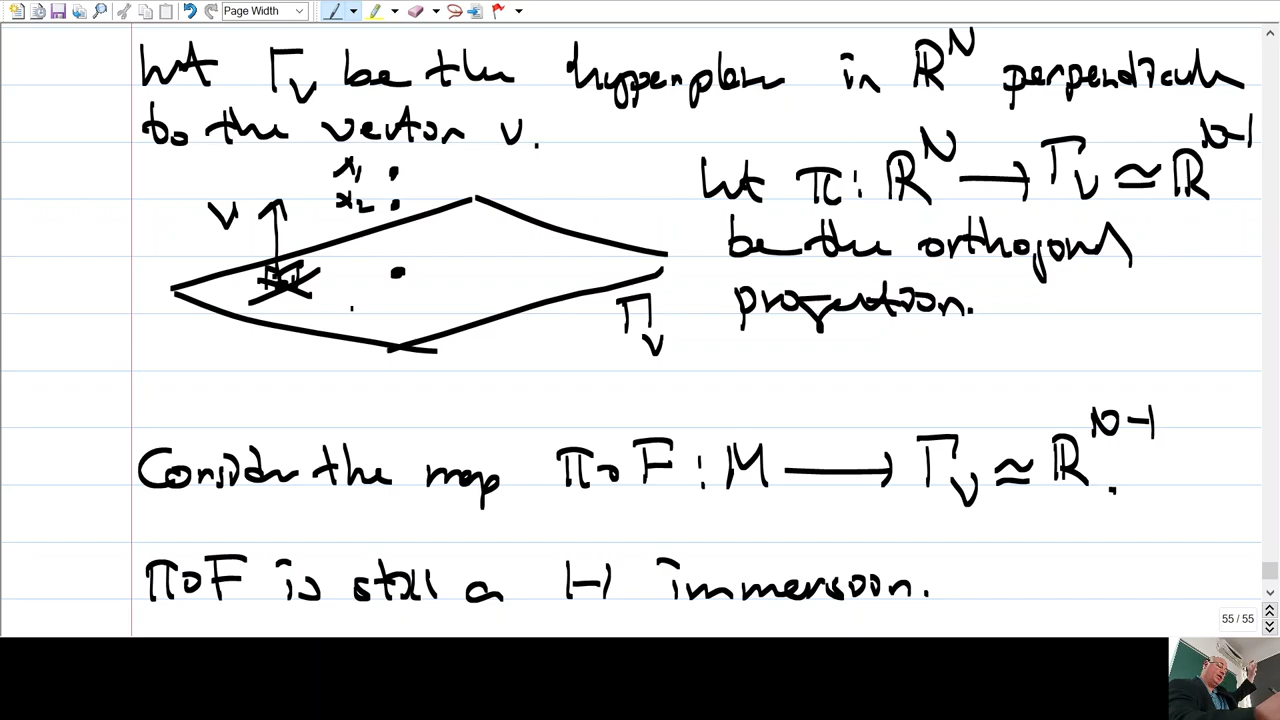 Page Width
Let Γ_v be the hyperplane in ℝ^N perpendicular
to the vector v.
x₁
x₂
v
Γ_v
Let π: ℝ^N ⟶ Γ_v ≃ ℝ^{N-1}
be the orthogonal
projection.
Consider the map π∘F : M ⟶ Γ_v ≃ ℝ^{N-1}.
π∘F is still a 1-1 immersion.
55 / 55